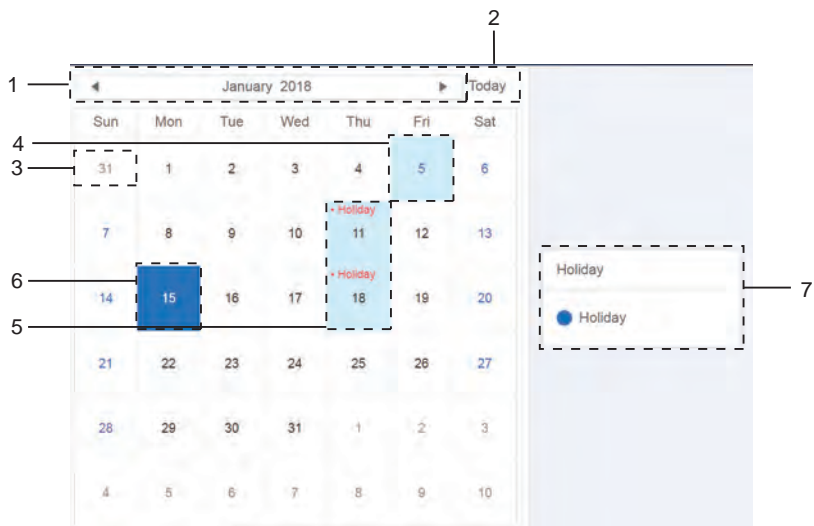 2
1
January 2018
Today
Sun Mon Tue Wed Thu Fri Sat
4
3
31 1 2 3 4 5 6
• Holiday
7 8 9 10 11 12 13
6
• Holiday
14 15 16 17 18 19 20
5
Holiday
Holiday
7
21 22 23 24 25 26 27
28 29 30 31 1 2 3
4 5 6 7 8 9 10